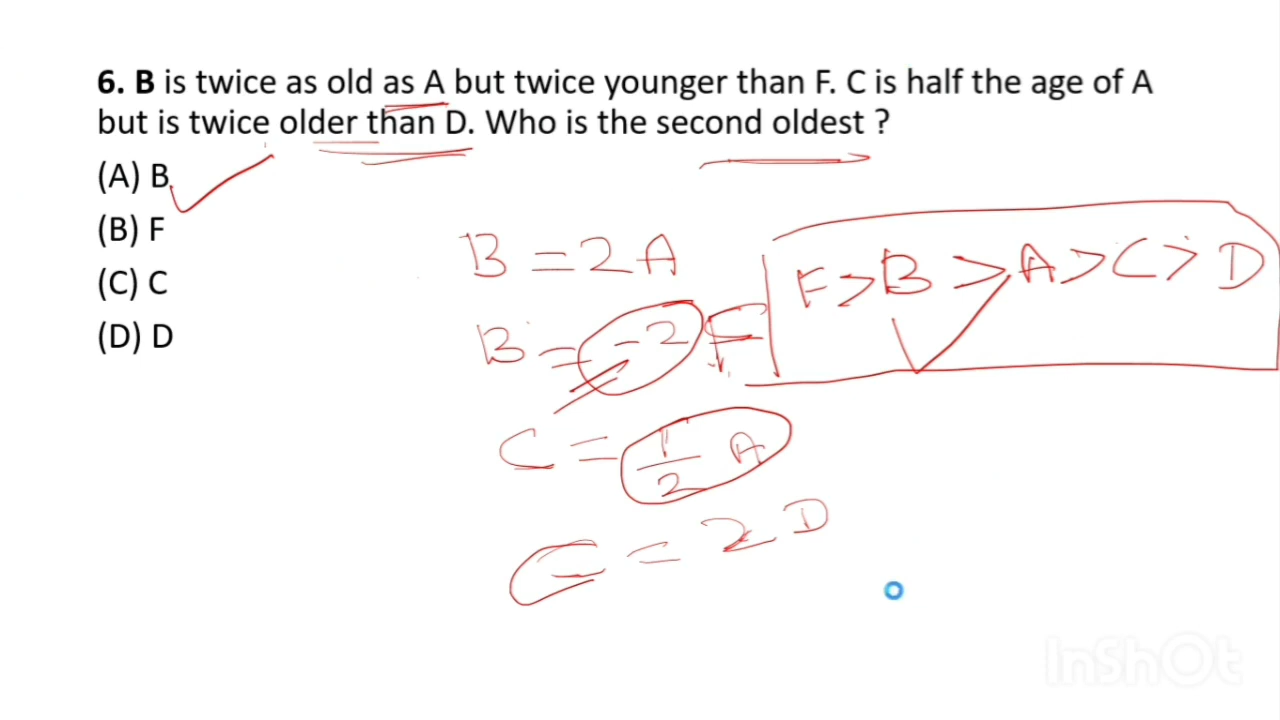 6. B is twice as old as A but twice younger than F. C is half the age of A
but is twice older than D. Who is the second oldest ?
(A) B
(B) F
(C) C
(D) D
B = 2A
B = -2 F
C = 1/2 A
C = 2D
F > B > A > C > D
InShOt